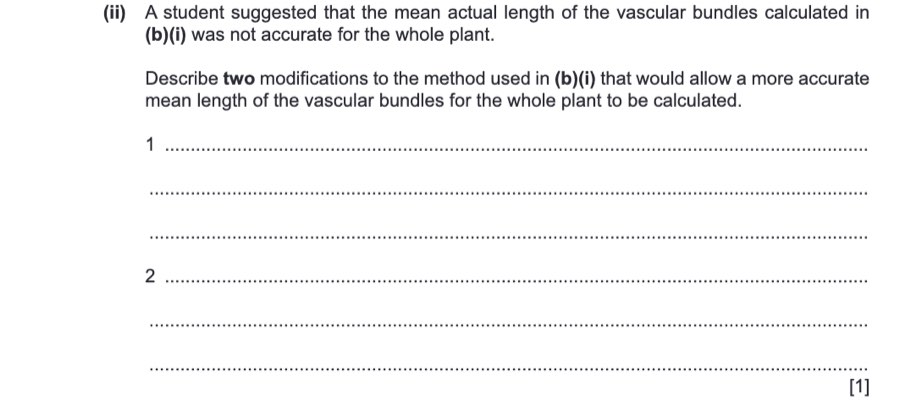 (ii) A student suggested that the mean actual length of the vascular bundles calculated in
(b)(i) was not accurate for the whole plant.
Describe two modifications to the method used in (b)(i) that would allow a more accurate
mean length of the vascular bundles for the whole plant to be calculated.
1
2
[1]